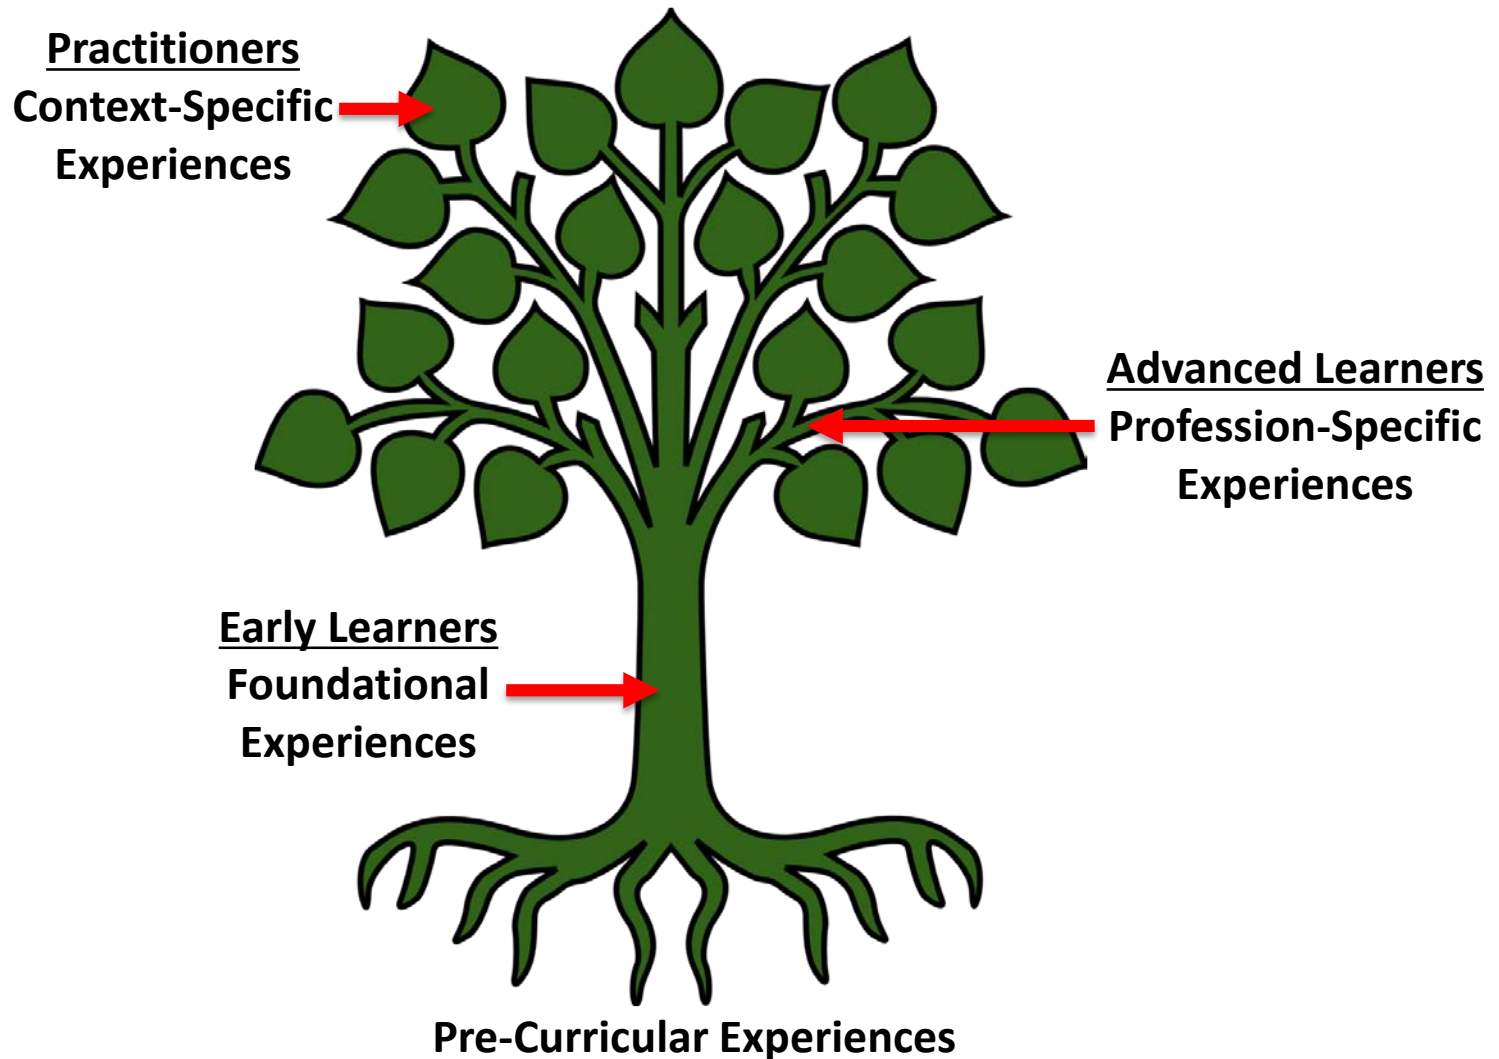 Practitioners
Context-Specific
Experiences
Advanced Learners
Profession-Specific
Experiences
Early Learners
Foundational
Experiences
Pre-Curricular Experiences